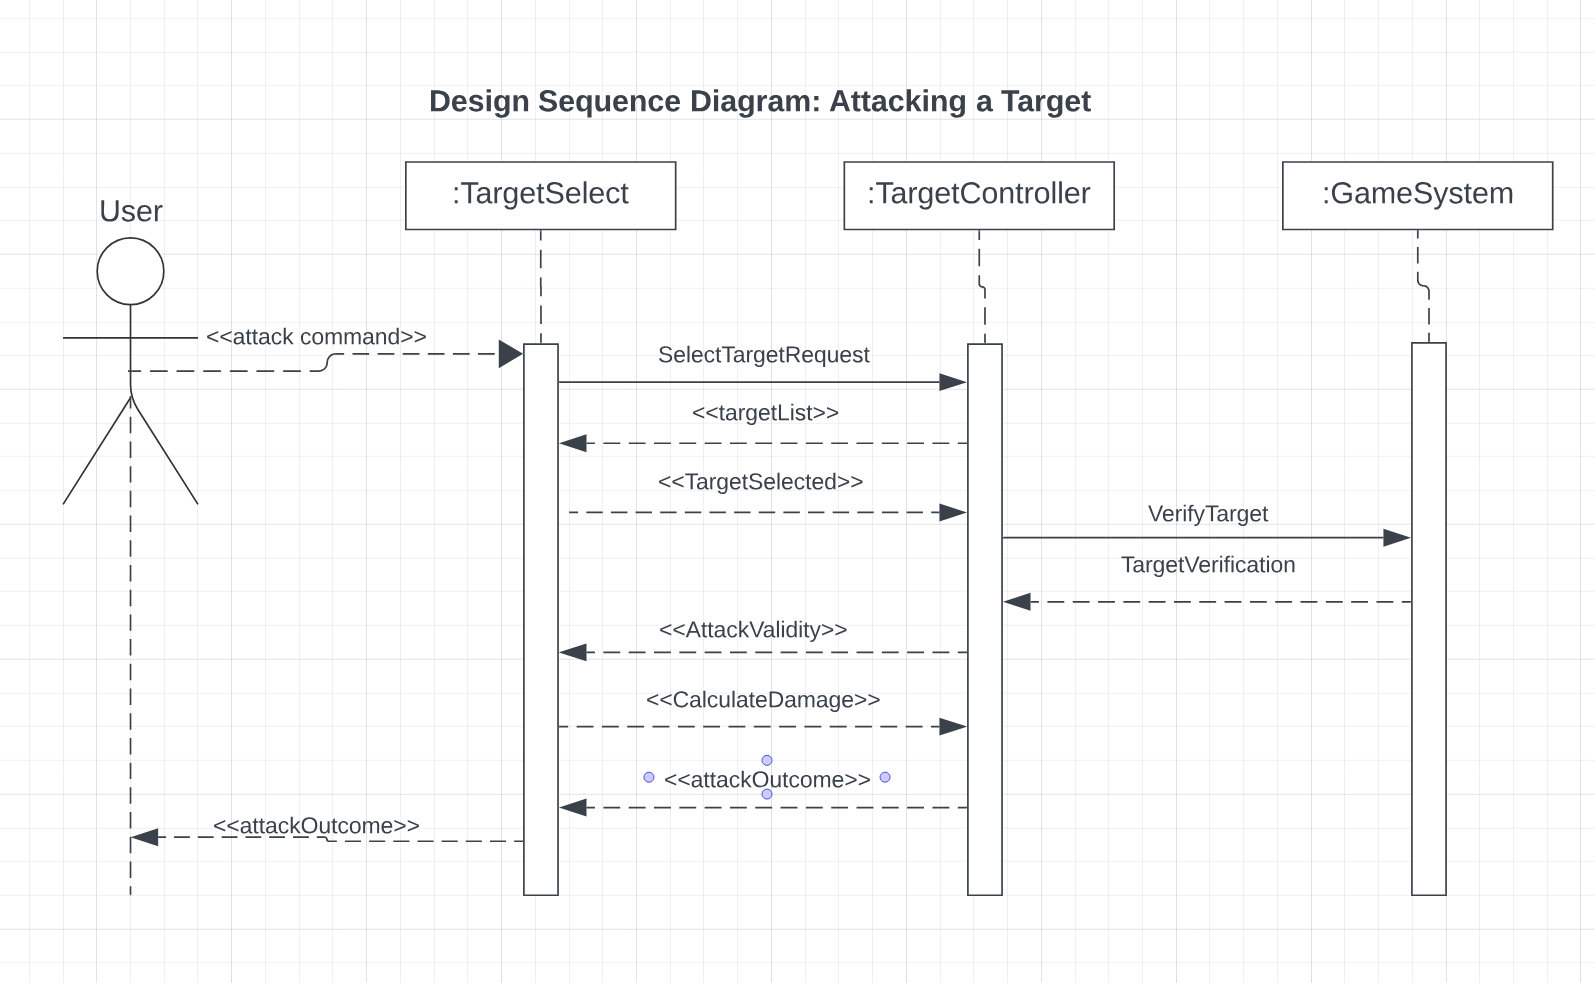 Design Sequence Diagram: Attacking a Target
:TargetSelect
:TargetController
:GameSystem
User
<<attack command>>
SelectTargetRequest
<<targetList>>
<<TargetSelected>>
VerifyTarget
TargetVerification
<<AttackValidity>>
<<CalculateDamage>>
<<attackOutcome>>
<<attackOutcome>>